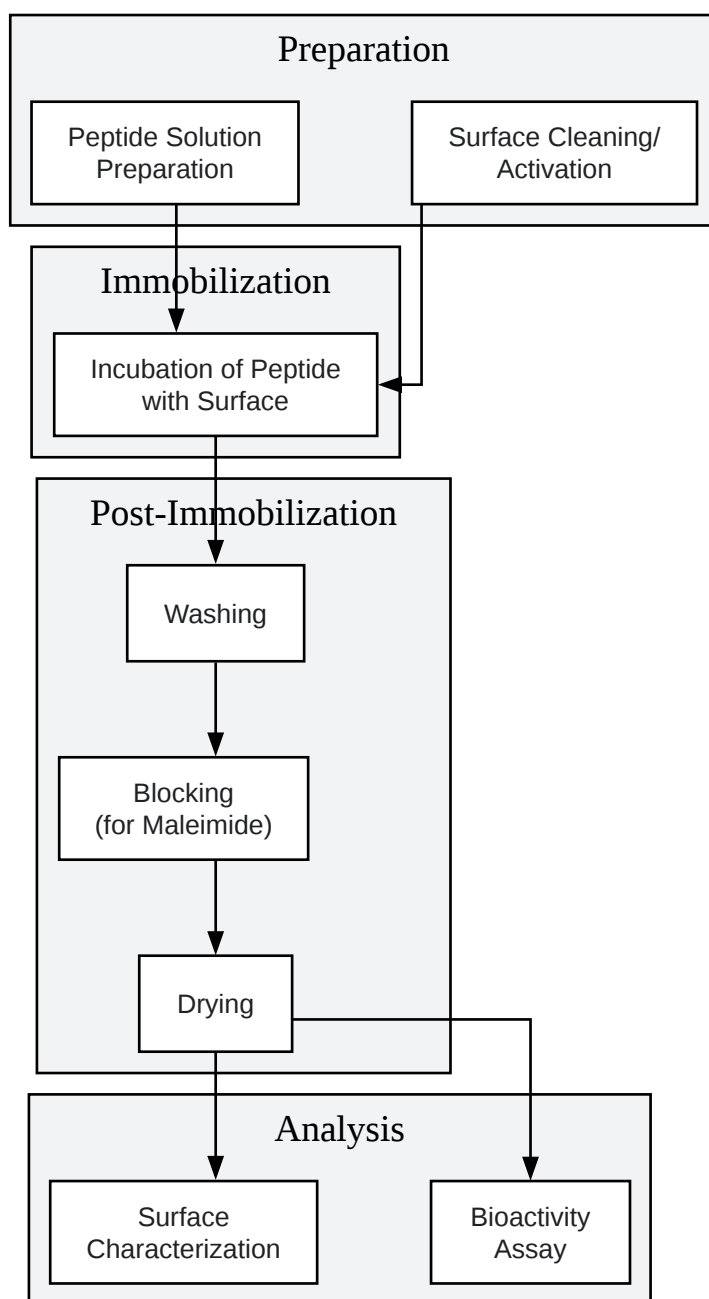 Preparation
Peptide Solution
Preparation
Surface Cleaning/
Activation
Immobilization
Incubation of Peptide
with Surface
Post-Immobilization
Washing
Blocking
(for Maleimide)
Drying
Analysis
Surface
Characterization
Bioactivity
Assay